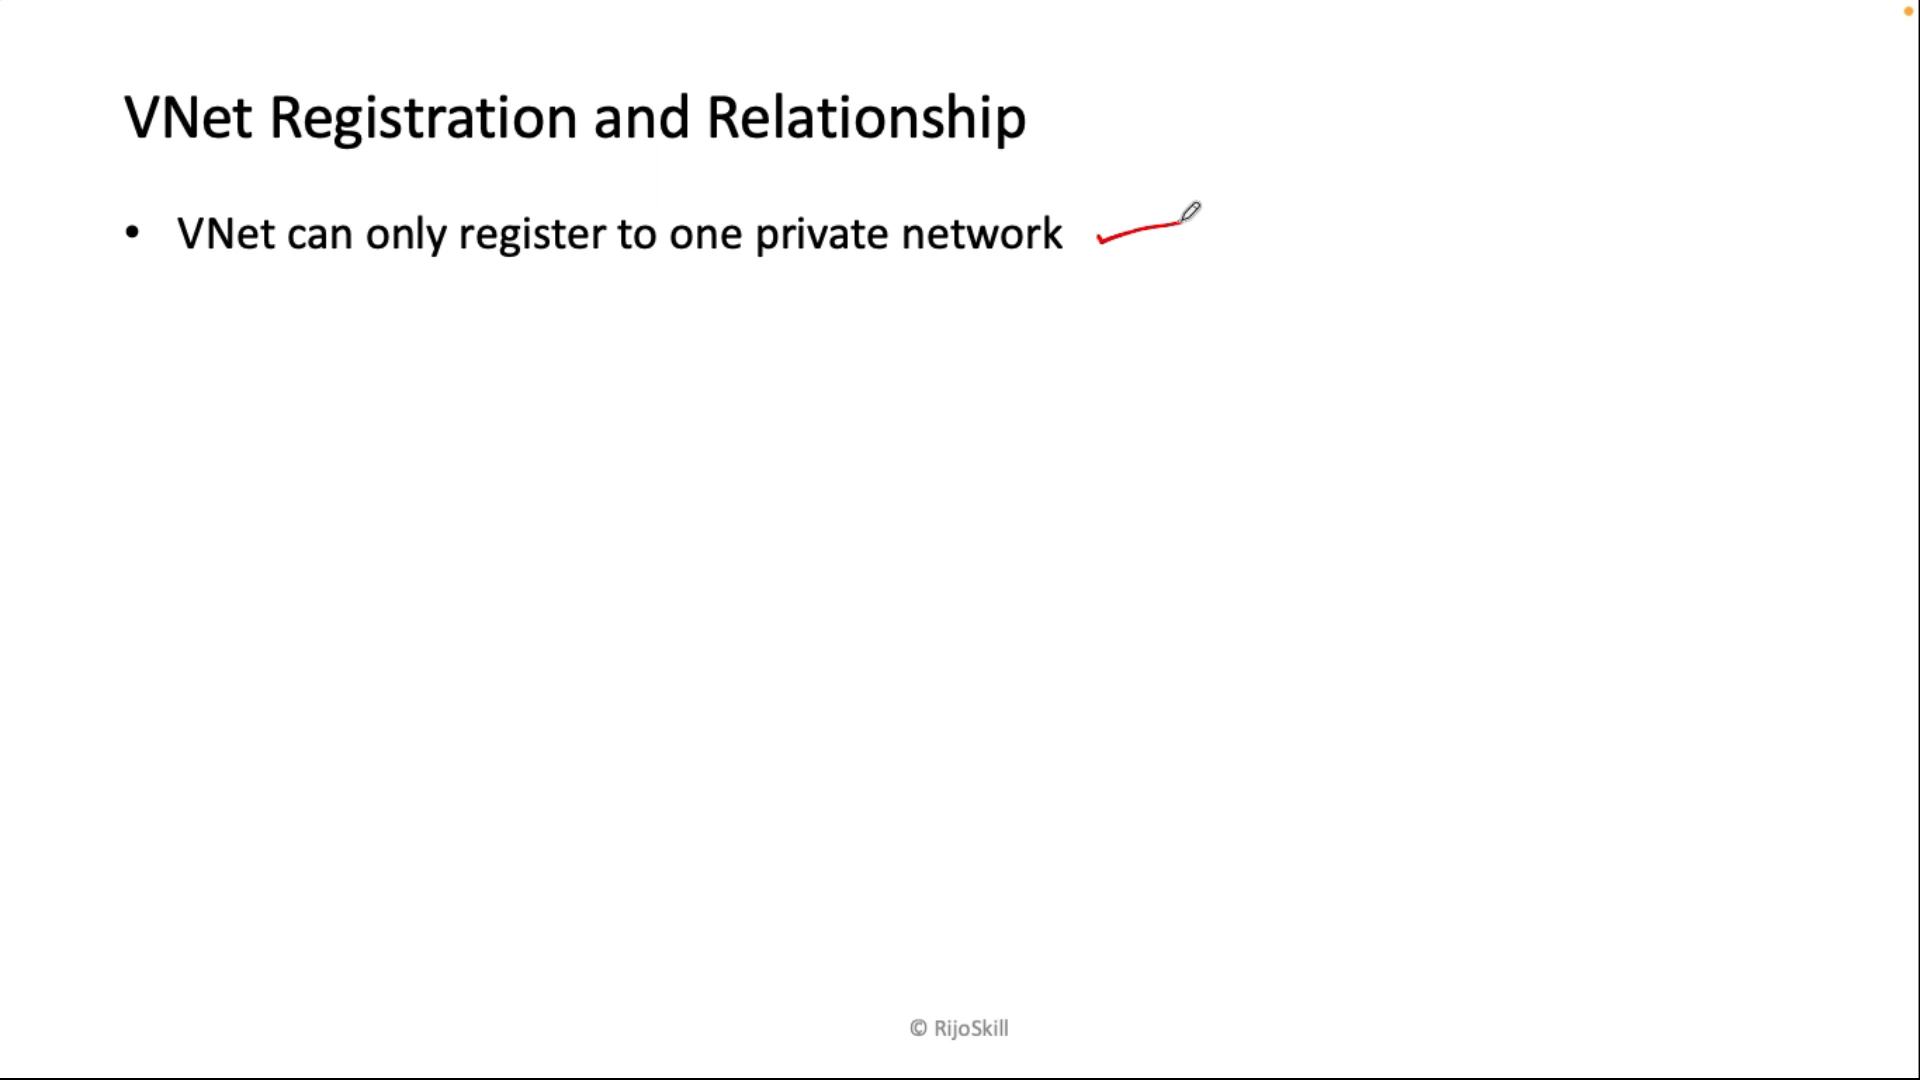 VNet Registration and Relationship
• VNet can only register to one private network
© RijoSkill